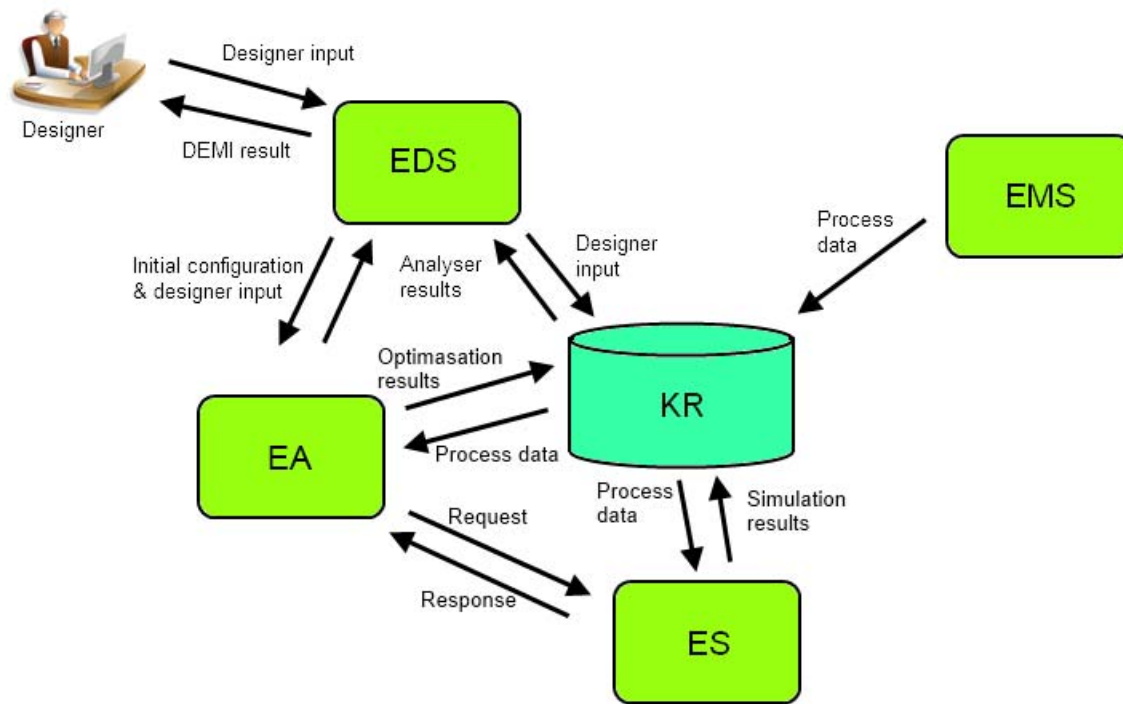 Designer input
Designer
DEMI result
EDS
EMS
Process
data
Initial configuration
& designer input
Analyser
results
Designer
input
Optimasation
results
KR
EA
Process data
Process
data
Simulation
results
Request
Response
ES